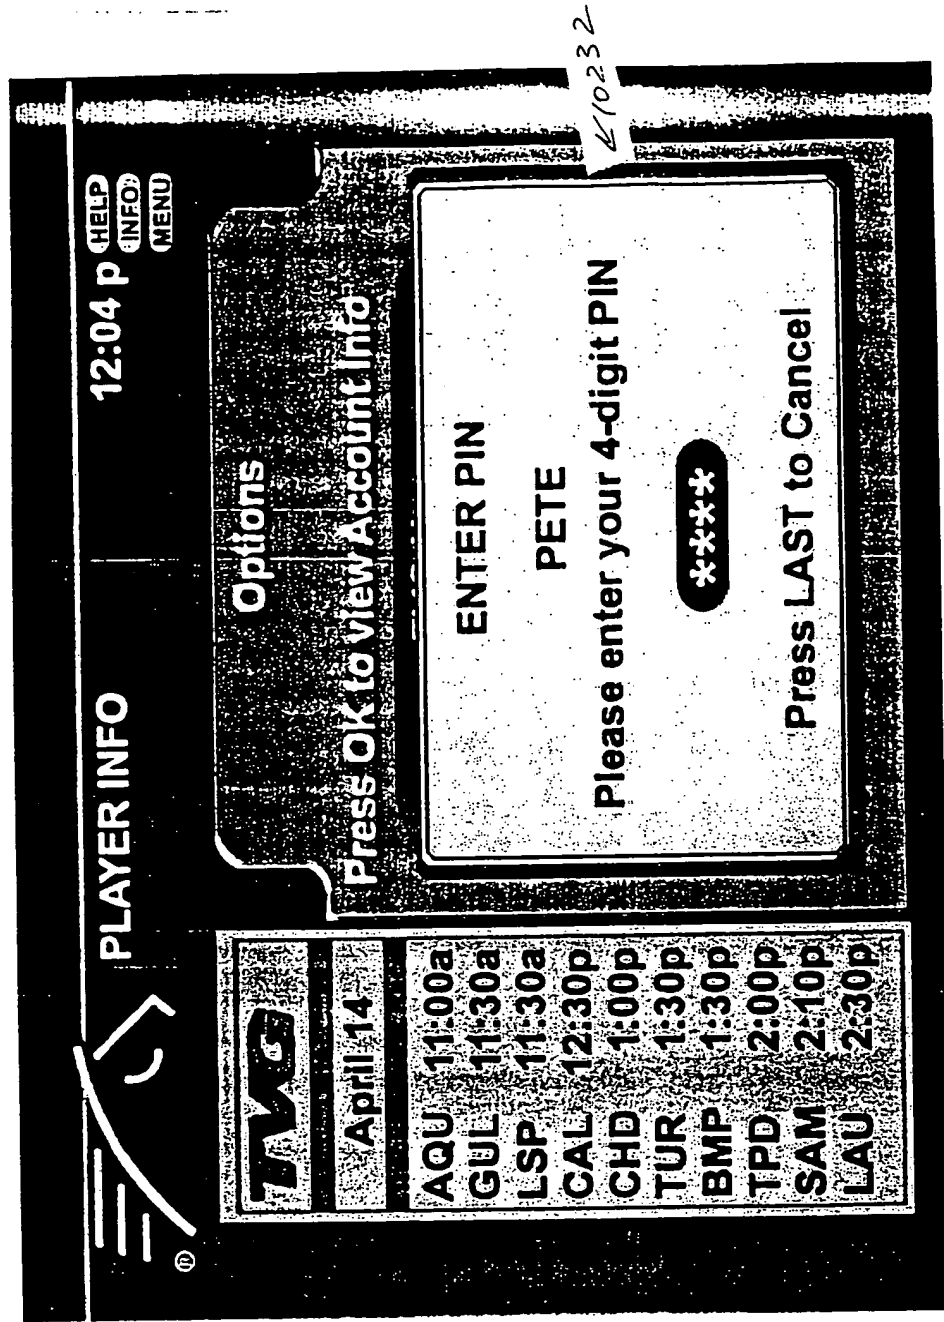 PLAYER INFO
12:04 p
HELP
INFO
MENU
TVG
April 14
AQU 11:00a
GUL 11:30a
LSP 11:30a
CAL 12:30p
CHD 1:00p
TUR 1:30p
BMP 1:30p
TPD 2:00p
SAM 2:10p
LAU 2:30p
®
Options
Press OK to view Account Info
ENTER PIN
PETE
Please enter your 4-digit PIN
****
Press LAST to Cancel
10232